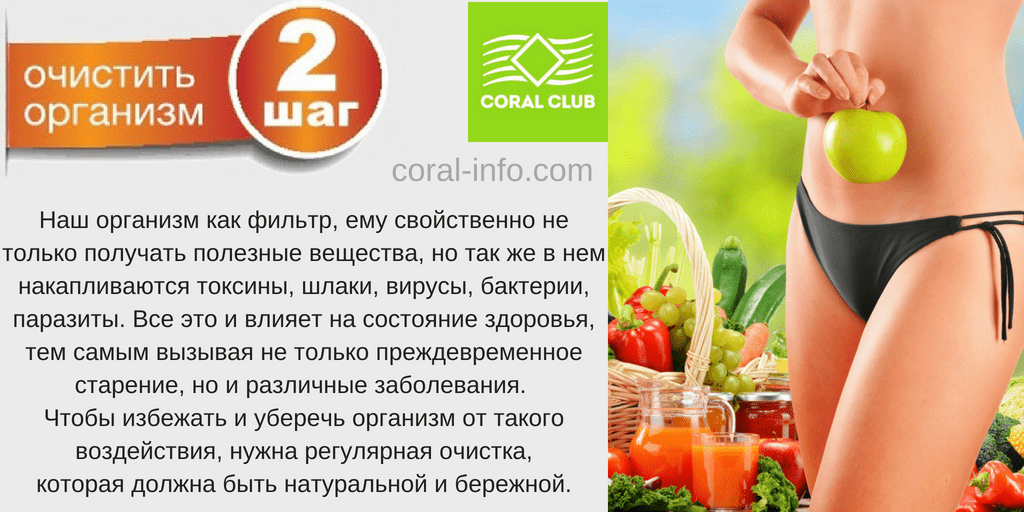 очистить
организм
2
шаг
CORAL CLUB
coral-info.com
Наш организм как фильтр, ему свойственно не
только получать полезные вещества, но так же в нем
накапливаются токсины, шлаки, вирусы, бактерии,
паразиты. Все это и влияет на состояние здоровья,
тем самым вызывая не только преждевременное
старение, но и различные заболевания.
Чтобы избежать и уберечь организм от такого
воздействия, нужна регулярная очистка,
которая должна быть натуральной и бережной.